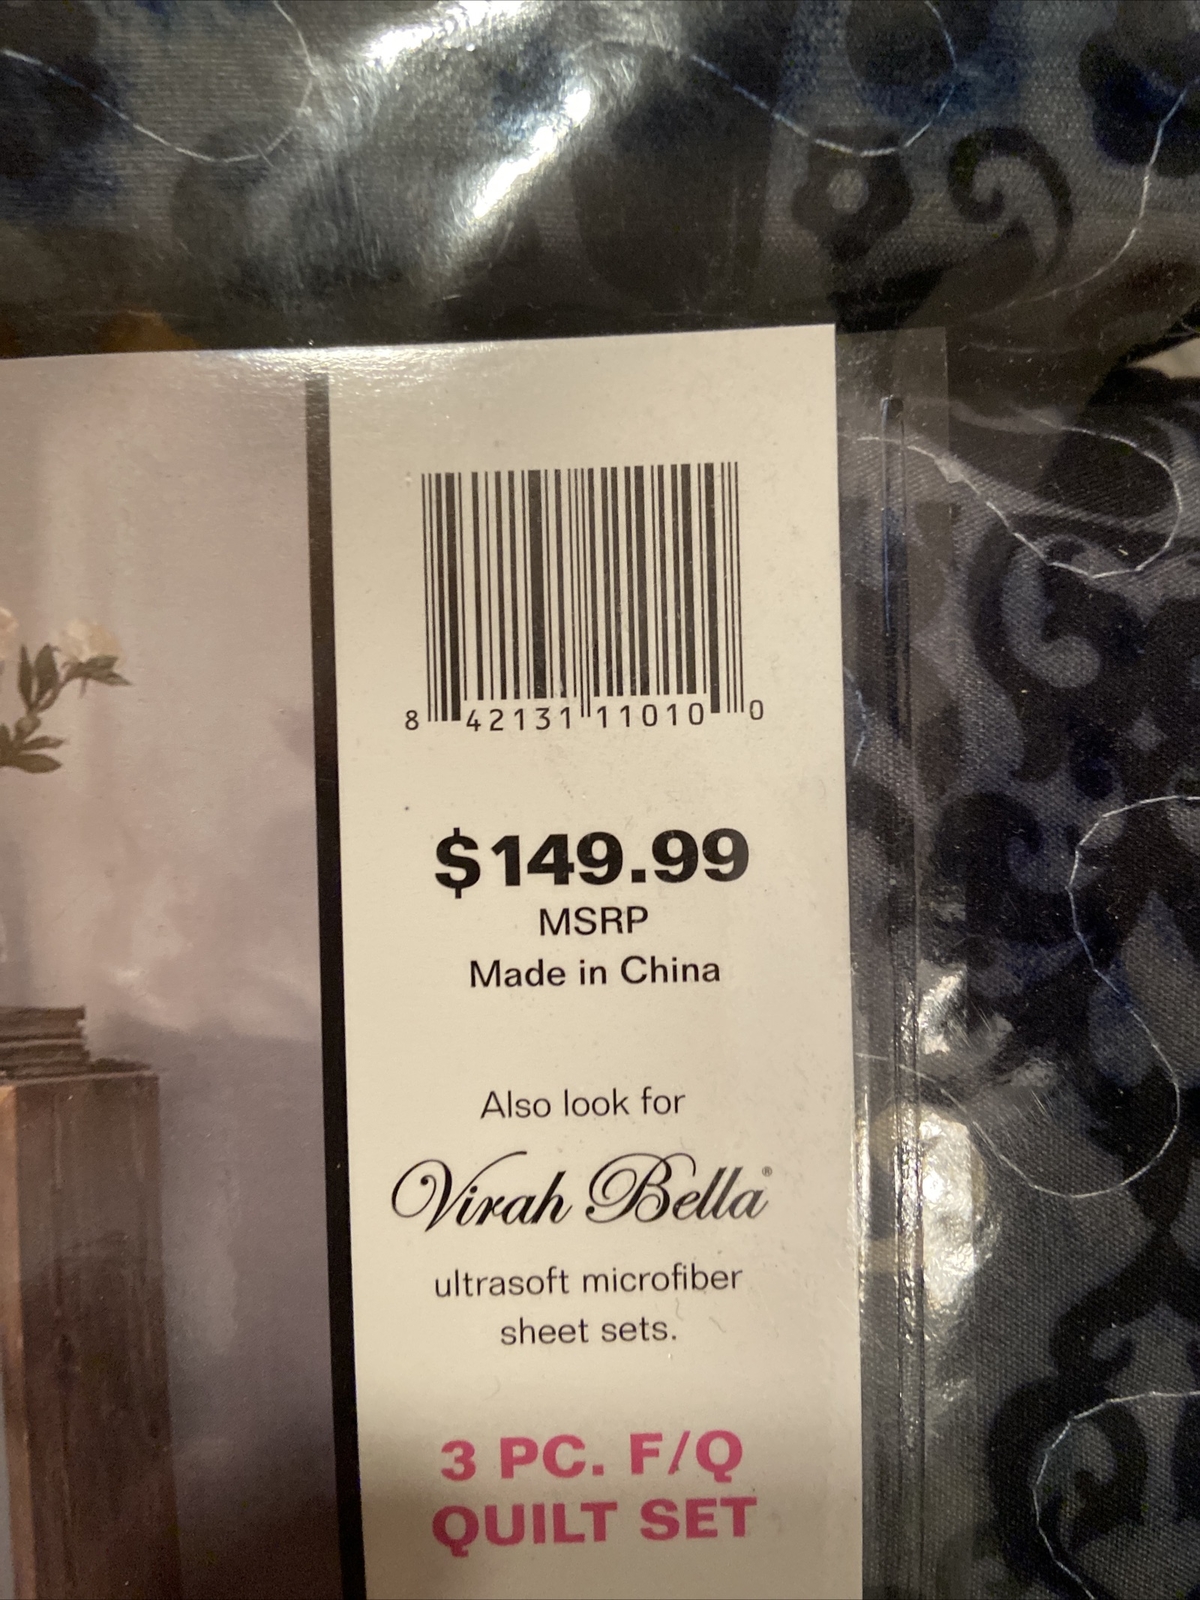 8 42131 11010 0
$149.99
MSRP
Made in China
Also look for
Virah Bella®
ultrasoft microfiber
sheet sets.
3 PC. F/Q
QUILT SET